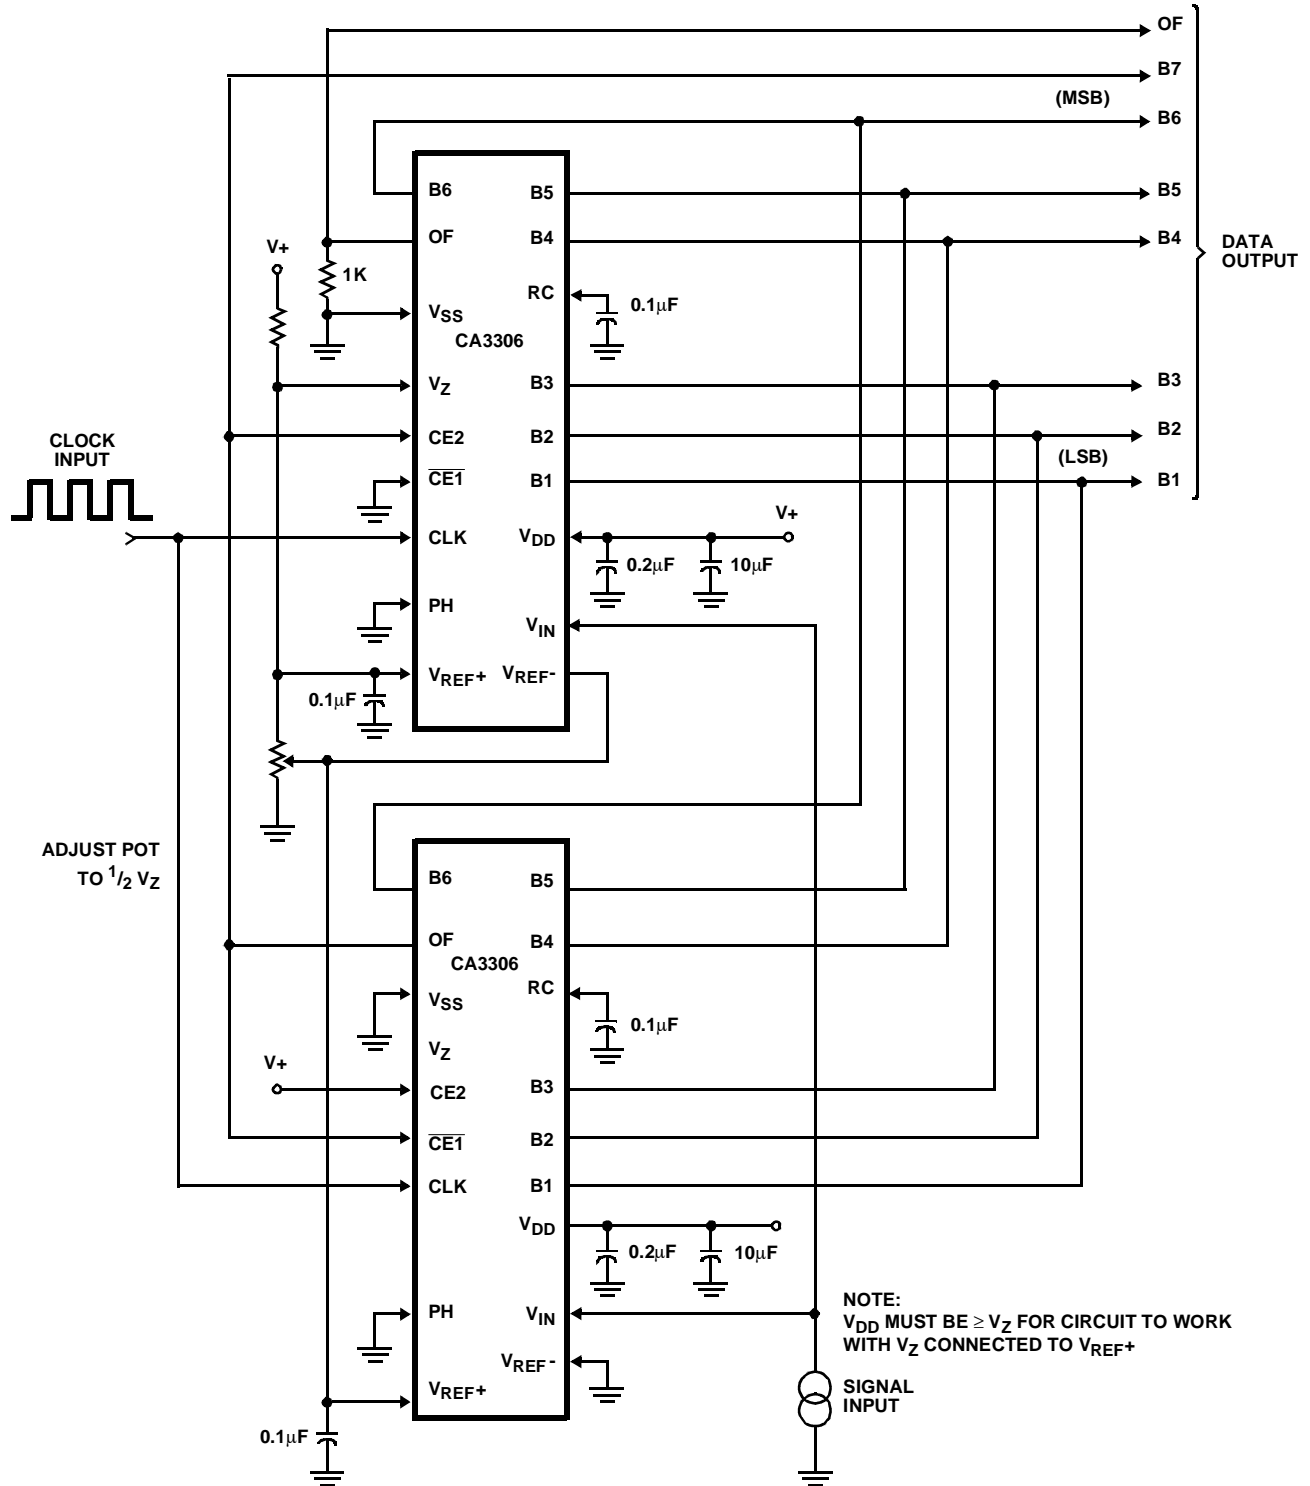 OF
B7
(MSB)
B6
B6
B5
B5
OF
B4
B4
DATA
OUTPUT
V+
1K
RC
0.1μF
VSS
CA3306
VZ
B3
B3
CLOCK
INPUT
CE2
B2
B2
(LSB)
CE1
B1
B1
V+
CLK
VDD
0.2μF
10μF
PH
VIN
VREF+
VREF-
0.1μF
ADJUST POT
TO 1/2 VZ
B6
B5
OF
B4
CA3306
VSS
RC
0.1μF
VZ
V+
CE2
B3
CE1
B2
CLK
B1
VDD
0.2μF
10μF
PH
VIN
NOTE:
VDD MUST BE ≥ VZ FOR CIRCUIT TO WORK
WITH VZ CONNECTED TO VREF+
VREF-
VREF+
SIGNAL
INPUT
0.1μF